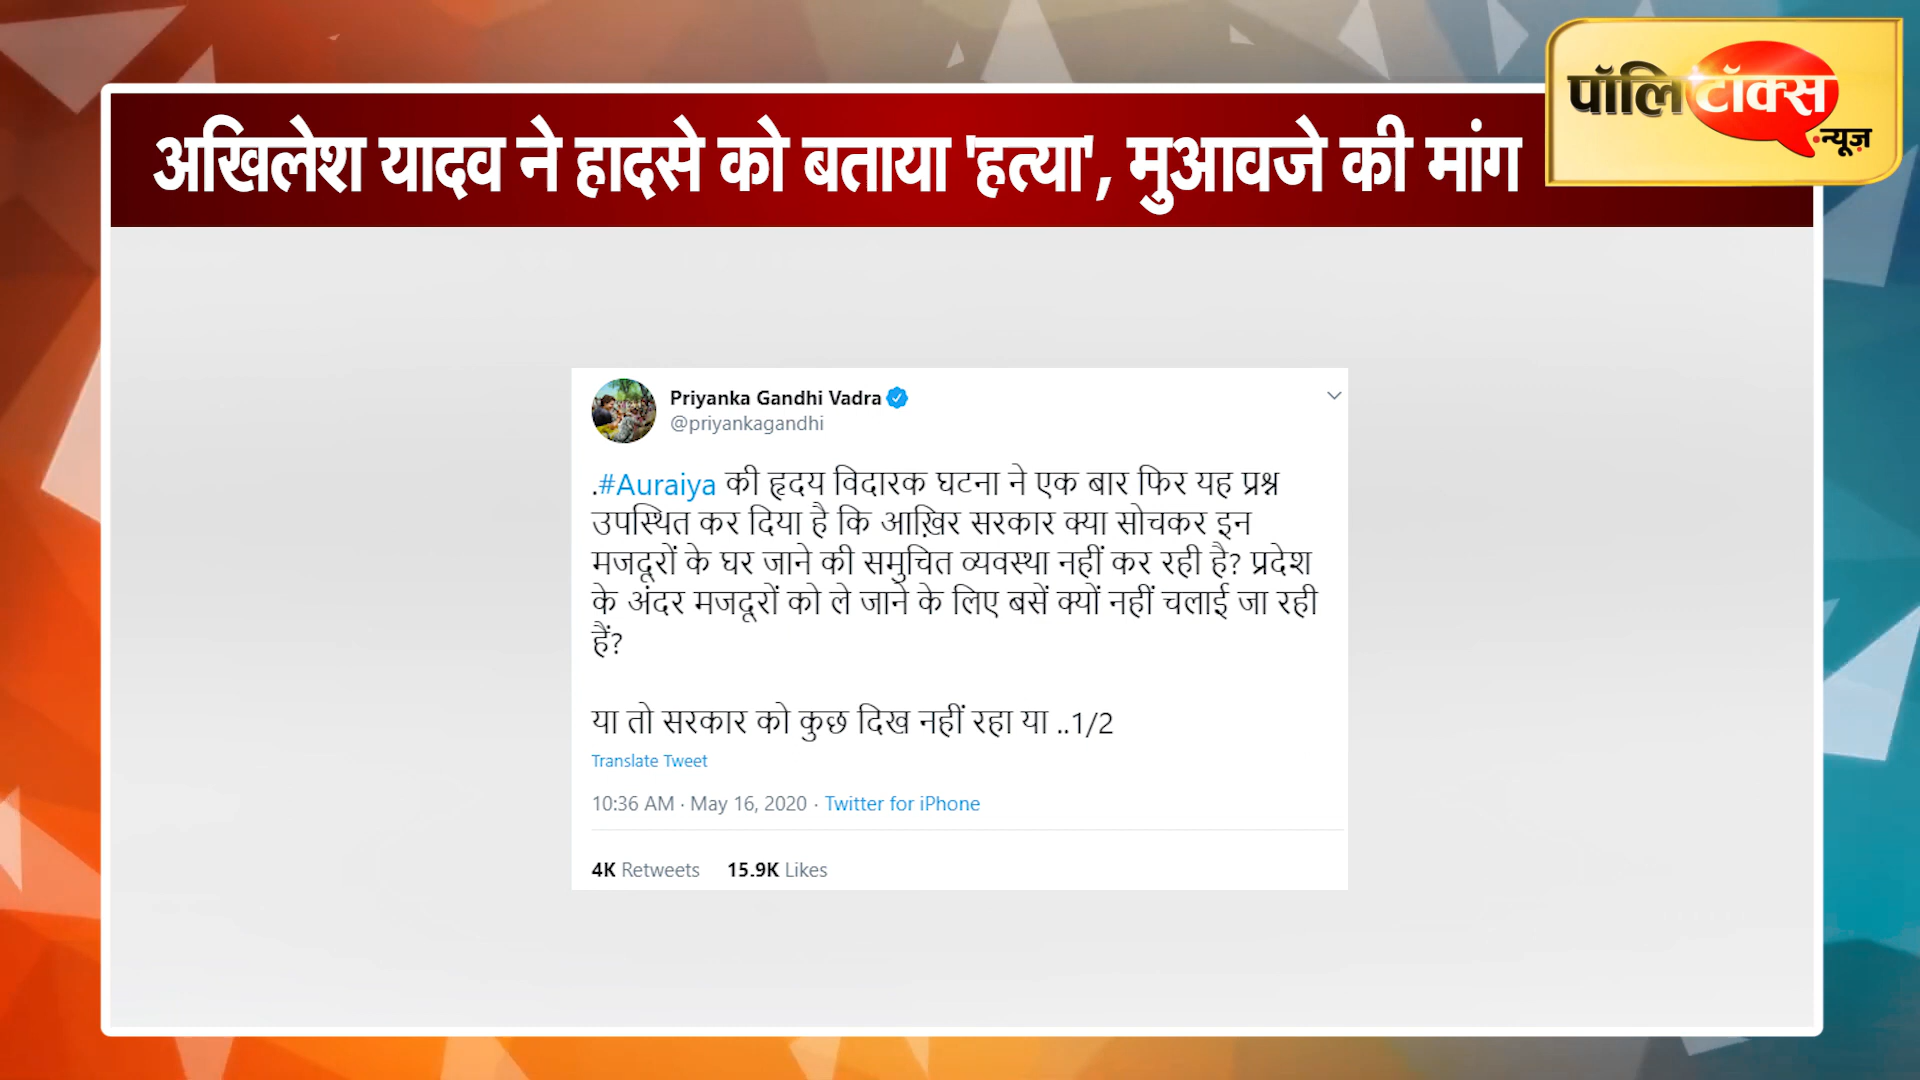 अखिलेश यादव ने हादसे को बताया 'हत्या', मुआवजे की मांग
पॉलिटॉक्स
न्यूज़
Priyanka Gandhi Vadra
@priyankagandhi
.#Auraiya की हृदय विदारक घटना ने एक बार फिर यह प्रश्न
उपस्थित कर दिया है कि आख़िर सरकार क्या सोचकर इन
मजदूरों के घर जाने की समुचित व्यवस्था नहीं कर रही है? प्रदेश
के अंदर मजदूरों को ले जाने के लिए बसें क्यों नहीं चलाई जा रही
हैं?
या तो सरकार को कुछ दिख नहीं रहा या ..1/2
Translate Tweet
10:36 AM · May 16, 2020 · Twitter for iPhone
4K Retweets 15.9K Likes